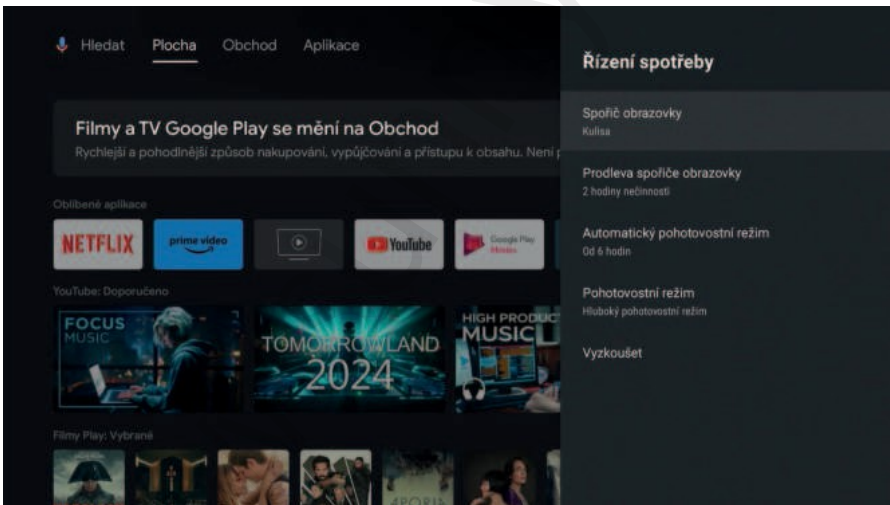 Hledat Plocha Obchod Aplikace
Filmy a TV Google Play se mění na Obchod
Rychlejší a pohodlnější způsob nakupování, vypůjčování a přístupu k obsahu. Není
Oblíbené aplikace
NETFLIX prime video YouTube Google Play Movies
YouTube: Doporučeno
FOCUS
MUSIC
TOMORROWLAND
2024
HIGH PRODUC
MUSIC
Filmy Play: Vybrané
APORIA
Řízení spotřeby
Spořič obrazovky
Kulisa
Prodleva spořiče obrazovky
2 hodiny nečinnosti
Automatický pohotovostní režim
Od 6 hodin
Pohotovostní režim
Hluboký pohotovostní režim
Vyzkoušet